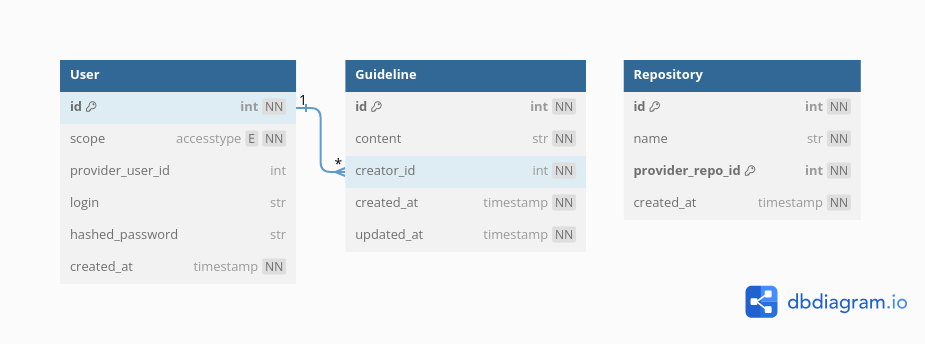 User
id int NN
scope accesstype E NN
provider_user_id int
login str
hashed_password str
created_at timestamp NN
1
*
Guideline
id int NN
content str NN
creator_id int NN
created_at timestamp NN
updated_at timestamp NN
Repository
id int NN
name str NN
provider_repo_id int NN
created_at timestamp NN
dbdiagram.io